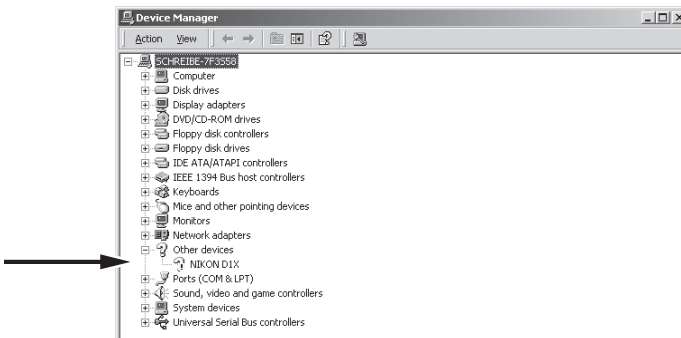 Device Manager
Action View
SCHREIBE-7F3S58
Computer
Disk drives
Display adapters
DVD/CD-ROM drives
Floppy disk controllers
Floppy disk drives
IDE ATA/ATAPI controllers
IEEE 1394 Bus host controllers
Keyboards
Mice and other pointing devices
Monitors
Network adapters
Other devices
NIKON D1X
Ports (COM & LPT)
Sound, video and game controllers
System devices
Universal Serial Bus controllers